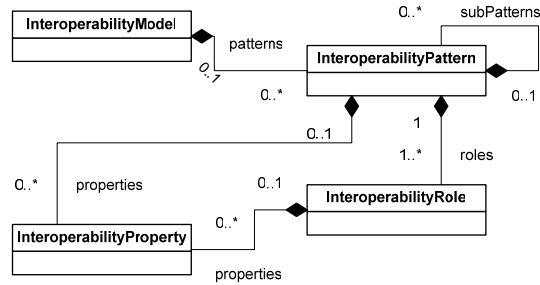 0..*
subPatterns
InteroperabilityModel
patterns
InteroperabilityPattern
0..1
0..*
0..1
0..1
1
0..*
properties
1..*
roles
0..1
InteroperabilityRole
0..*
InteroperabilityProperty
properties